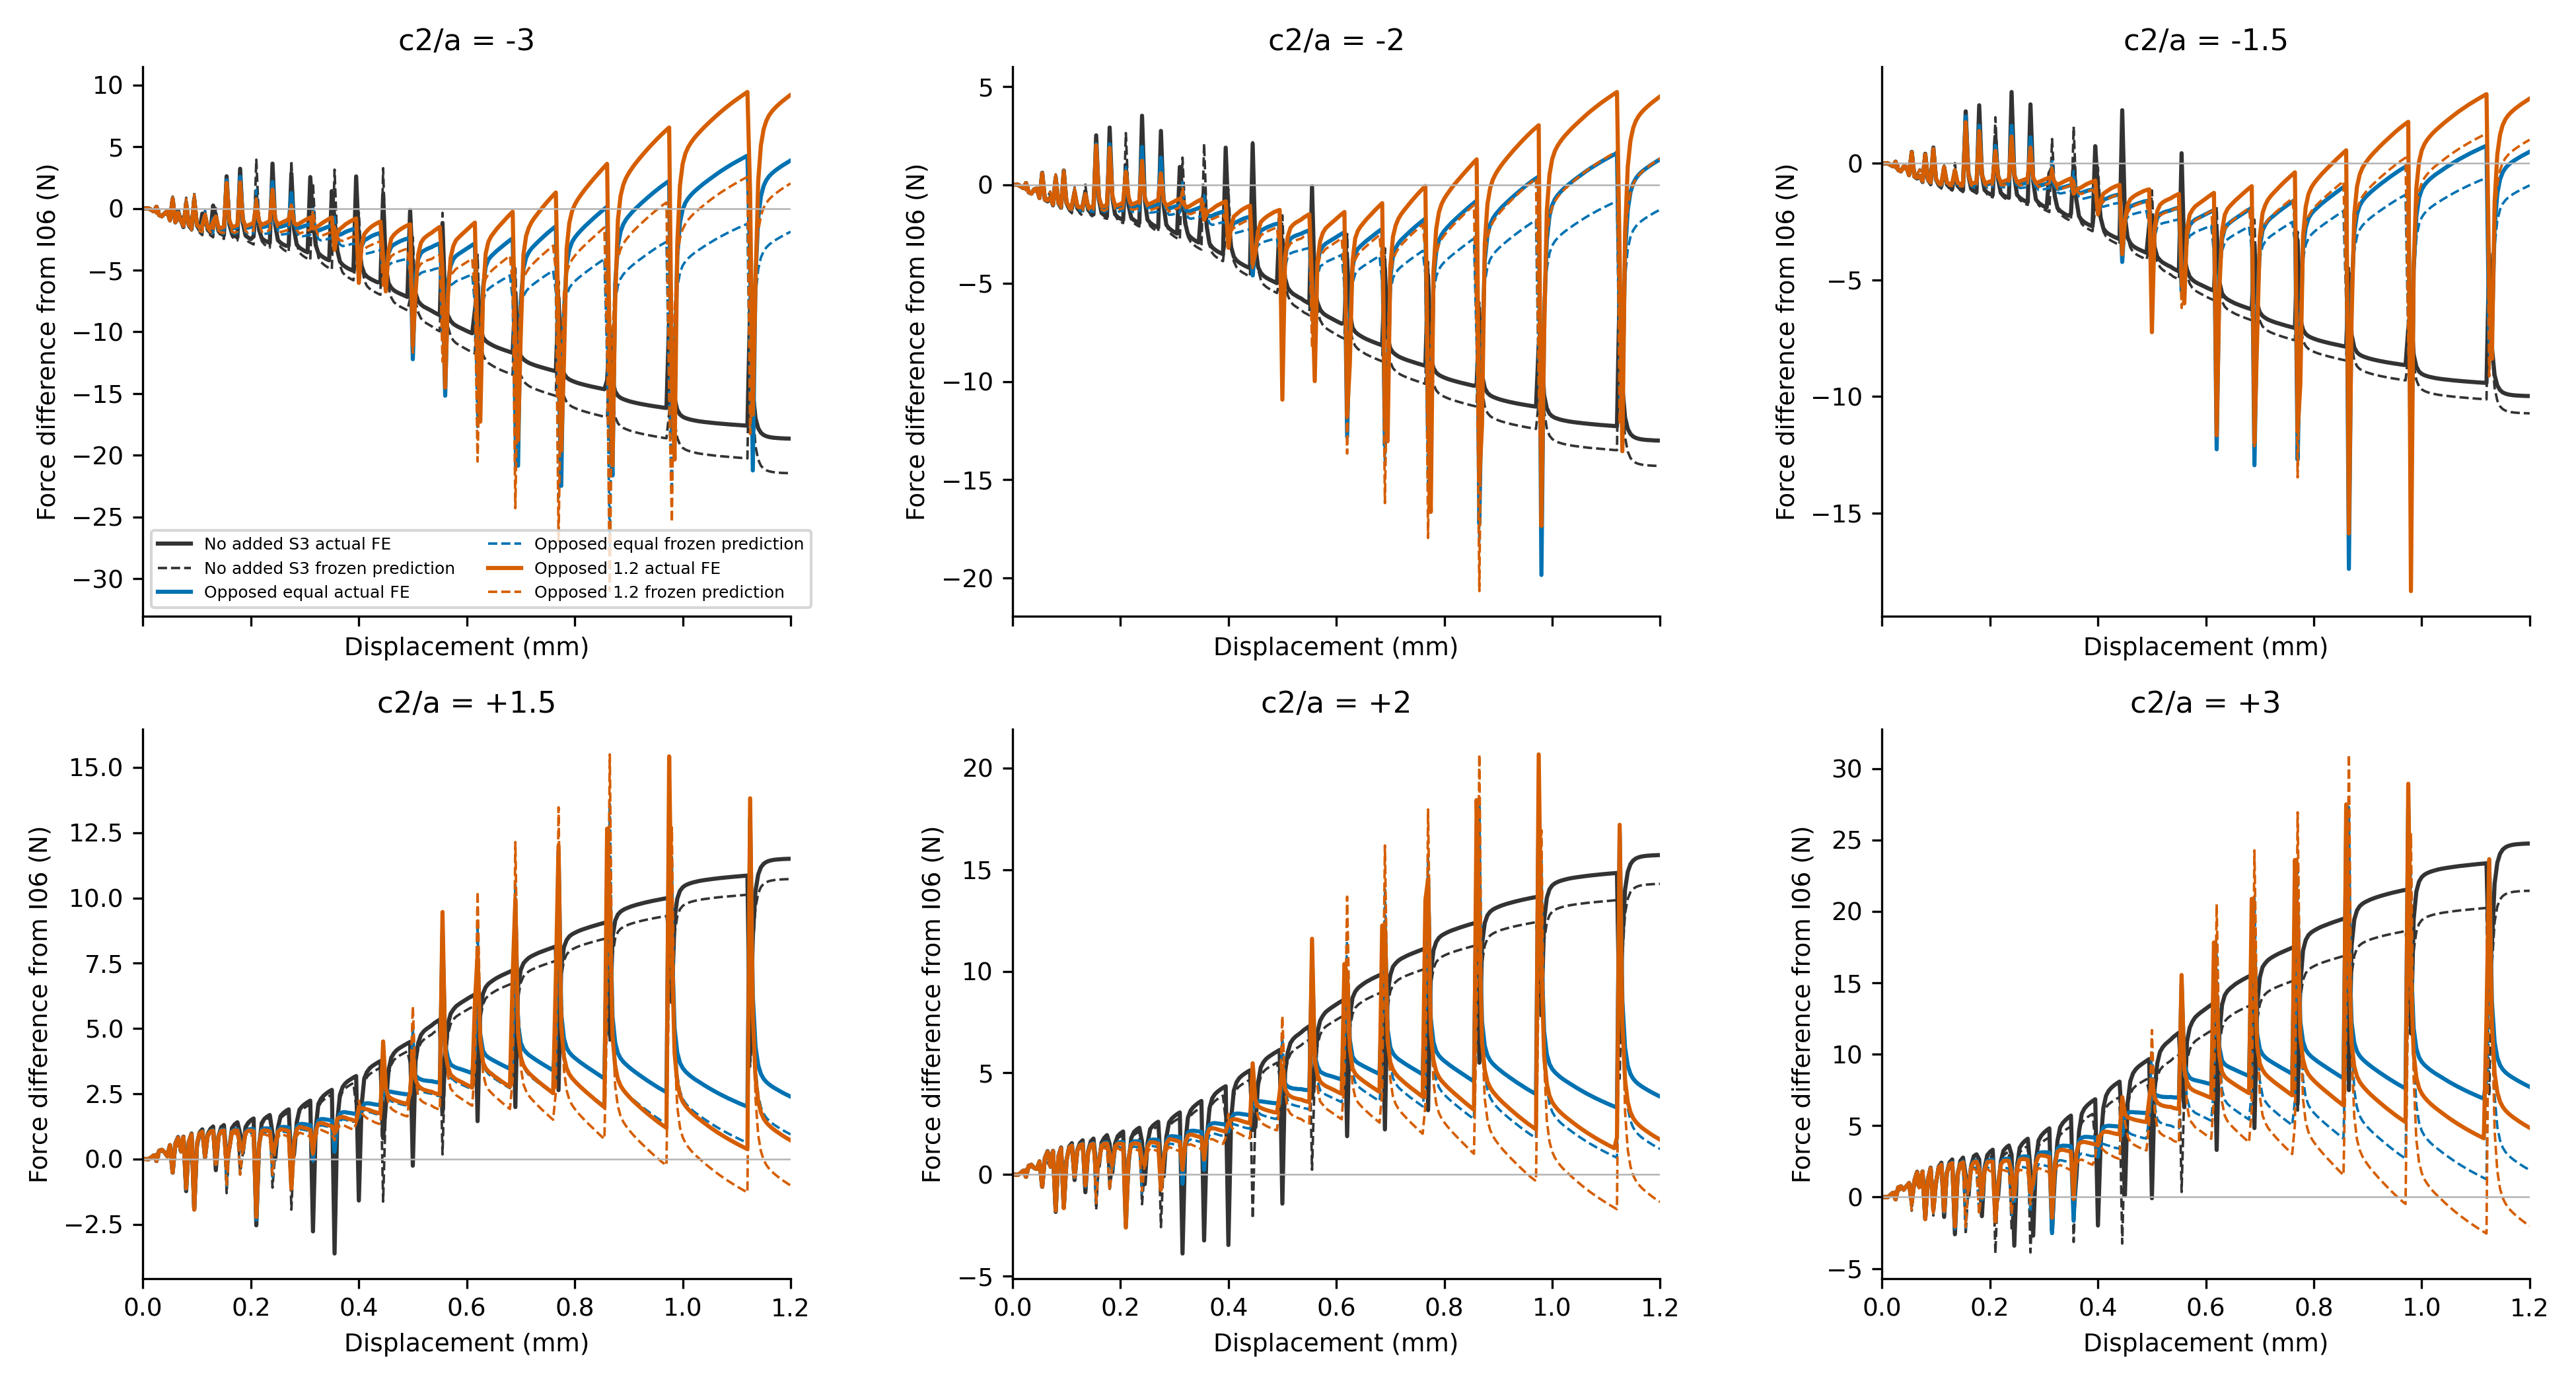 c2/a = -3
c2/a = -2
c2/a = -1.5
Force difference from I06 (N)
10
5
0
−5
−10
−15
−20
−25
−30
No added S3 actual FE
No added S3 frozen prediction
Opposed equal actual FE
Opposed equal frozen prediction
Opposed 1.2 actual FE
Opposed 1.2 frozen prediction
Displacement (mm)
Force difference from I06 (N)
5
0
−5
−10
−15
−20
Displacement (mm)
Force difference from I06 (N)
0
−5
−10
−15
Displacement (mm)
c2/a = +1.5
c2/a = +2
c2/a = +3
Force difference from I06 (N)
15.0
12.5
10.0
7.5
5.0
2.5
0.0
−2.5
0.0 0.2 0.4 0.6 0.8 1.0 1.2
Displacement (mm)
Force difference from I06 (N)
20
15
10
5
0
−5
0.0 0.2 0.4 0.6 0.8 1.0 1.2
Displacement (mm)
Force difference from I06 (N)
30
25
20
15
10
5
0
−5
0.0 0.2 0.4 0.6 0.8 1.0 1.2
Displacement (mm)